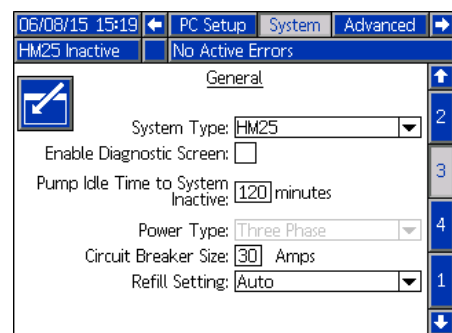 06/08/15 15:19 PC Setup System Advanced
HM25 Inactive No Active Errors
General
2
System Type: HM25
Enable Diagnostic Screen:
3
Pump Idle Time to System
Inactive: 120 minutes
4
Power Type: Three Phase
Circuit Breaker Size: 30 Amps
1
Refill Setting: Auto